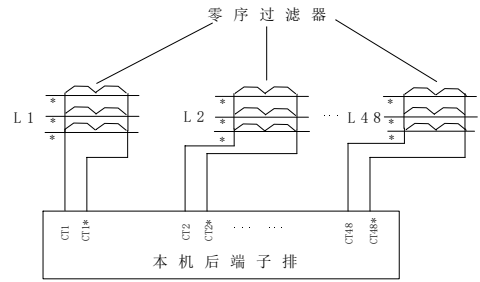 零序过滤器
L1 * * *
L2 * * *
··· L48 * * *
CT1 CT1* CT2 CT2* ··· ··· CT48 CT48*
本机后端子排